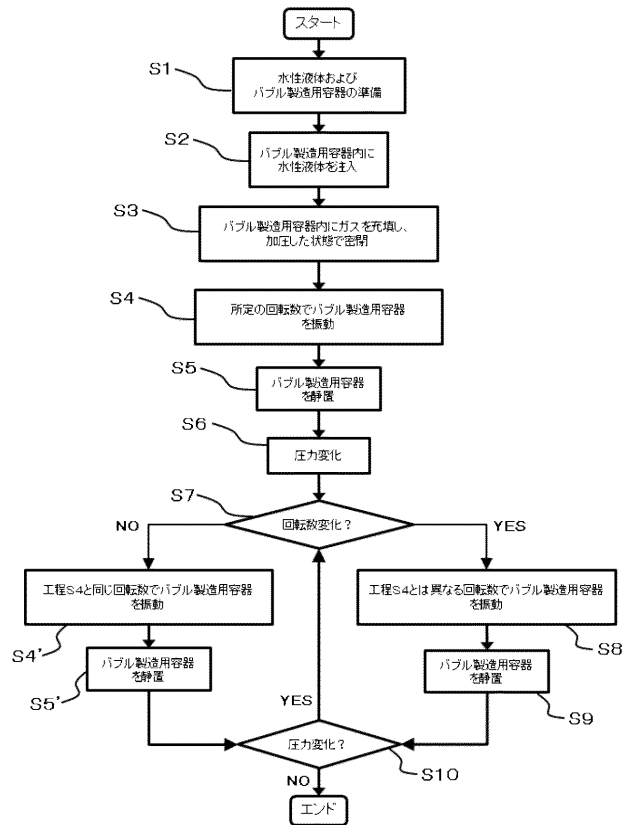 スタート
S1
水性液体および
バブル製造用容器の準備
S2
バブル製造用容器内に
水性液体を注入
S3
バブル製造用容器内にガスを充填し、
加圧した状態で密閉
S4
所定の回転数でバブル製造用容器
を振動
S5
バブル製造用容器
を静置
S6
圧力変化
S7
回転数変化？
NO
YES
工程S4と同じ回転数でバブル製造用容器
を振動
S4'
工程S4とは異なる回転数でバブル製造用容器
を振動
S8
バブル製造用容器
を静置
S5'
バブル製造用容器
を静置
S9
YES
圧力変化？
S10
NO
エンド